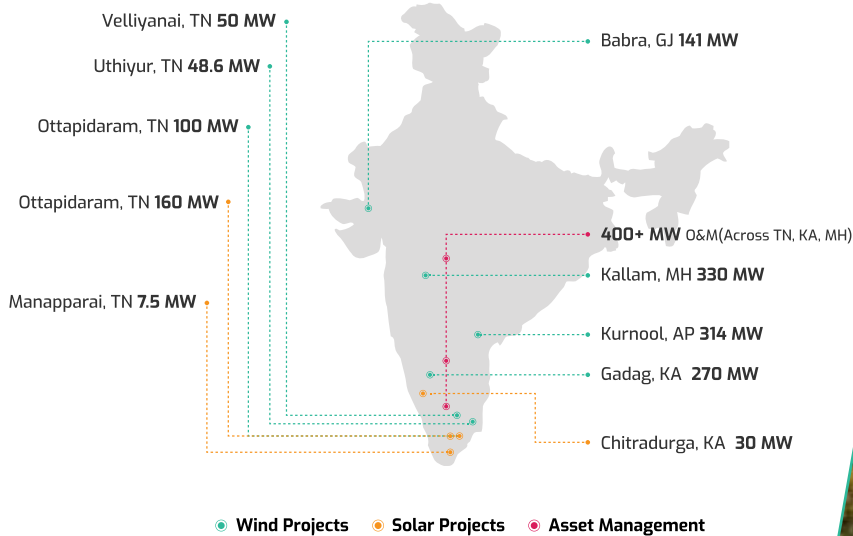 Velliyanai, TN 50 MW
Uthiyur, TN 48.6 MW
Ottapidaram, TN 100 MW
Ottapidaram, TN 160 MW
Manapparai, TN 7.5 MW
Babra, GJ 141 MW
400+ MW O&M(Across TN, KA, MH)
Kallam, MH 330 MW
Kurnool, AP 314 MW
Gadag, KA 270 MW
Chitradurga, KA 30 MW
Wind Projects Solar Projects Asset Management